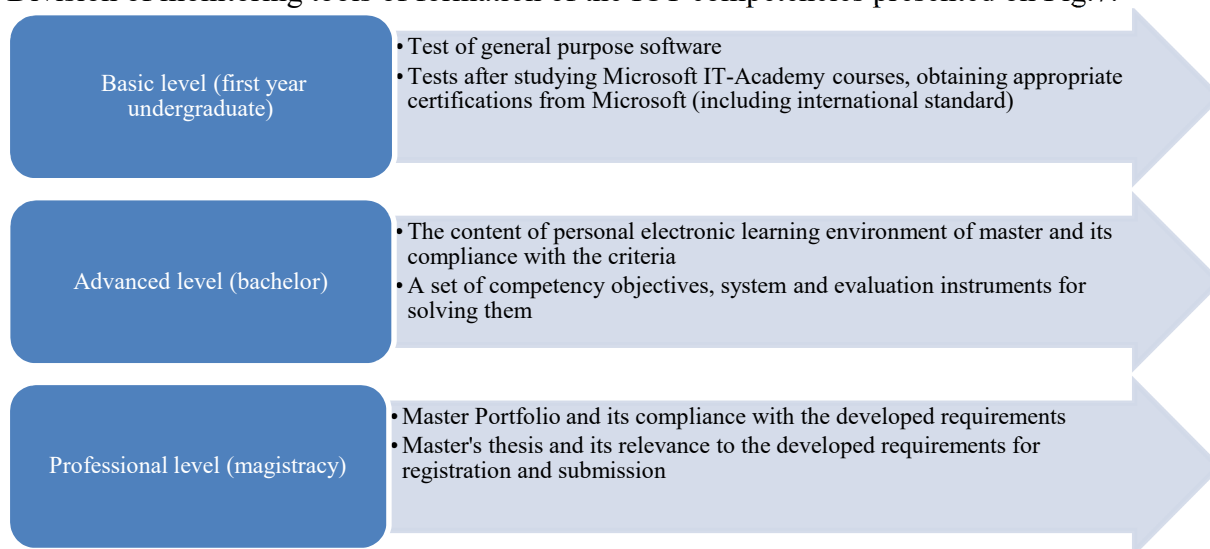 Basic level (first year
undergraduate)
• Test of general purpose software
• Tests after studying Microsoft IT-Academy courses, obtaining appropriate
certifications from Microsoft (including international standard)
Advanced level (bachelor)
• The content of personal electronic learning environment of master and its
compliance with the criteria
• A set of competency objectives, system and evaluation instruments for
solving them
Professional level (magistracy)
• Master Portfolio and its compliance with the developed requirements
• Master's thesis and its relevance to the developed requirements for
registration and submission